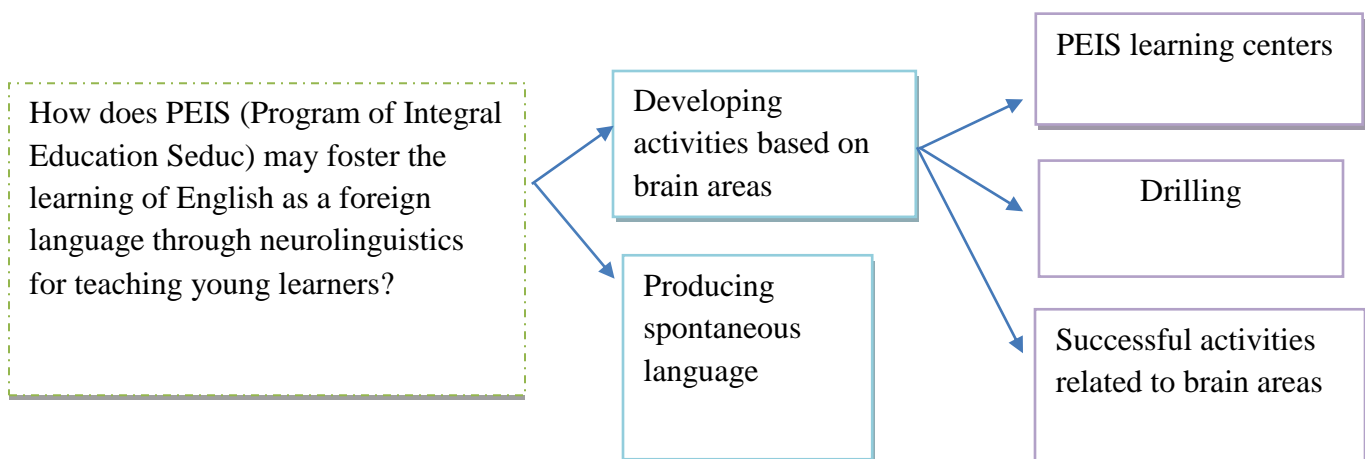 How does PEIS (Program of Integral
Education Seduc) may foster the
learning of English as a foreign
language through neurolinguistics
for teaching young learners?
Developing
activities based on
brain areas
Producing
spontaneous
language
PEIS learning centers
Drilling
Successful activities
related to brain areas